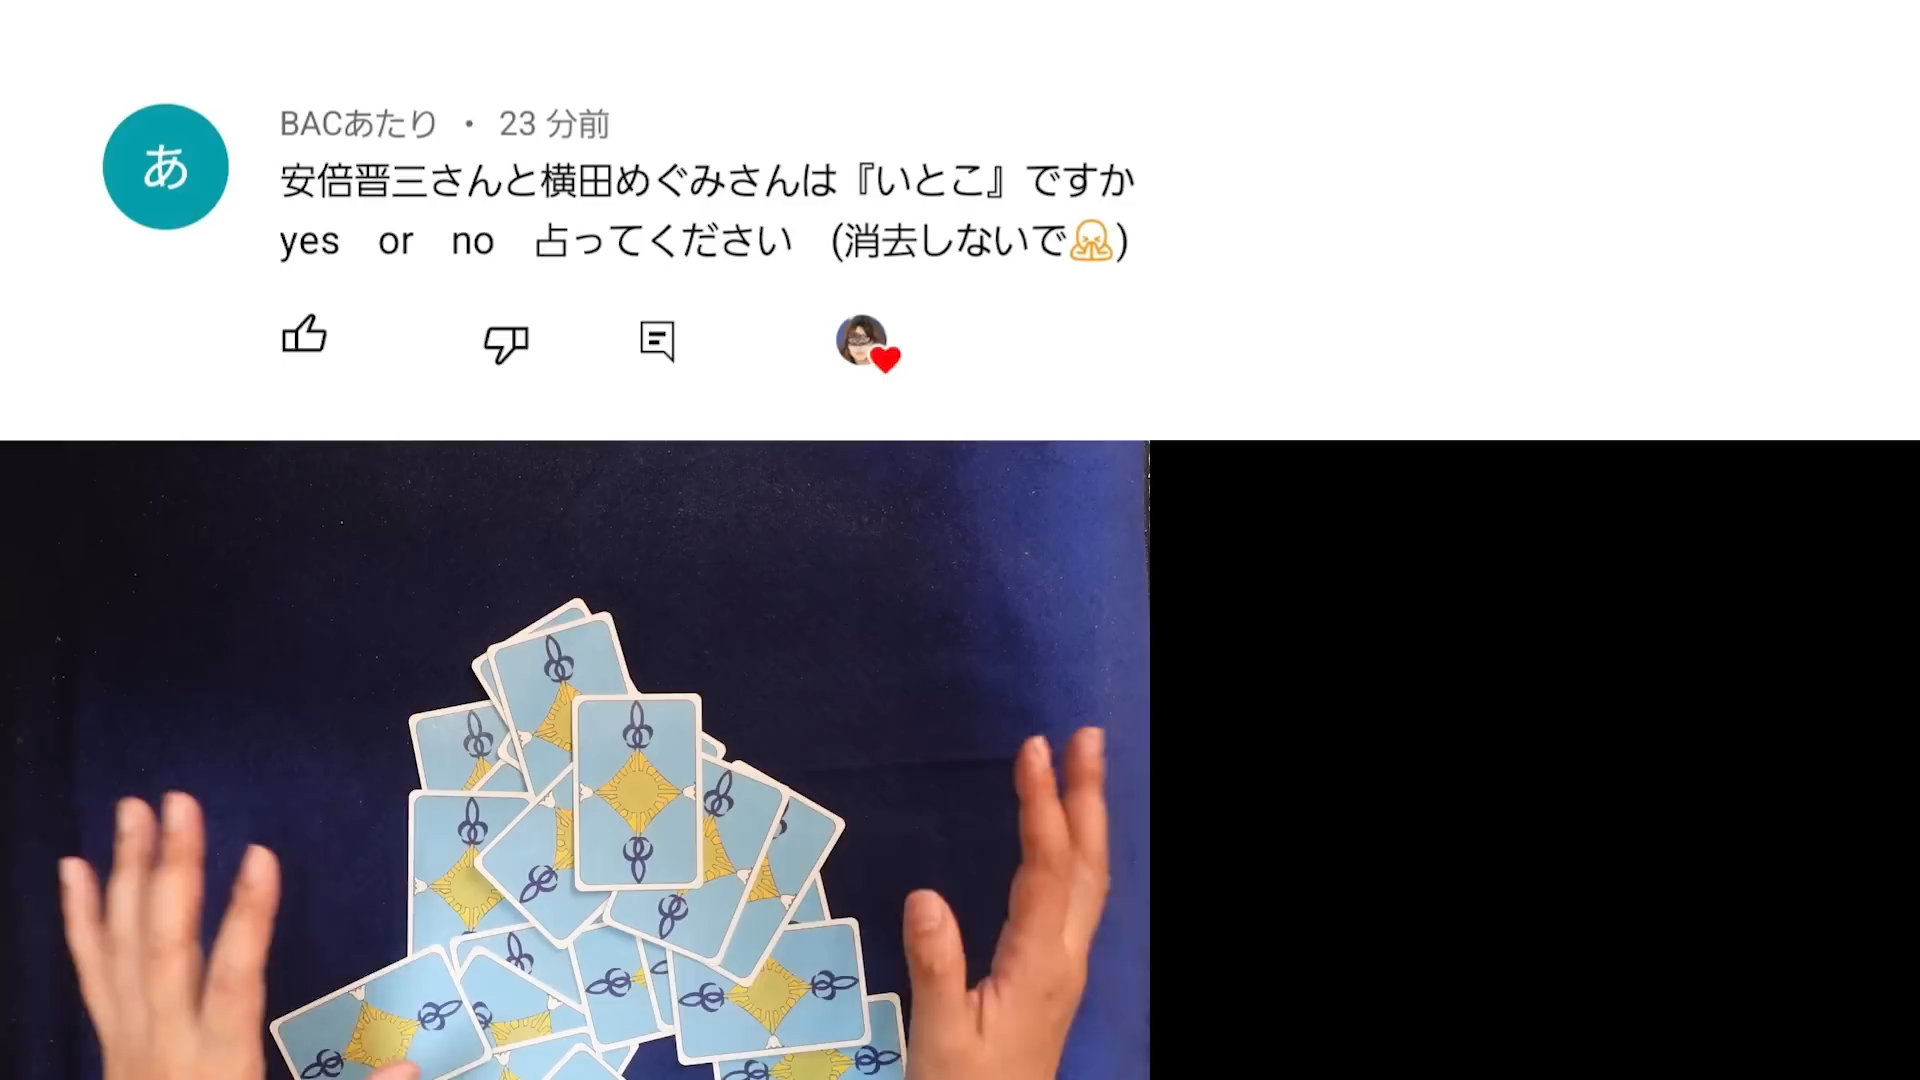 あ
BACあたり ・ 23 分前
安倍晋三さんと横田めぐみさんは『いとこ』ですか
yes　or　no　占ってください　(消去しないで🙏)